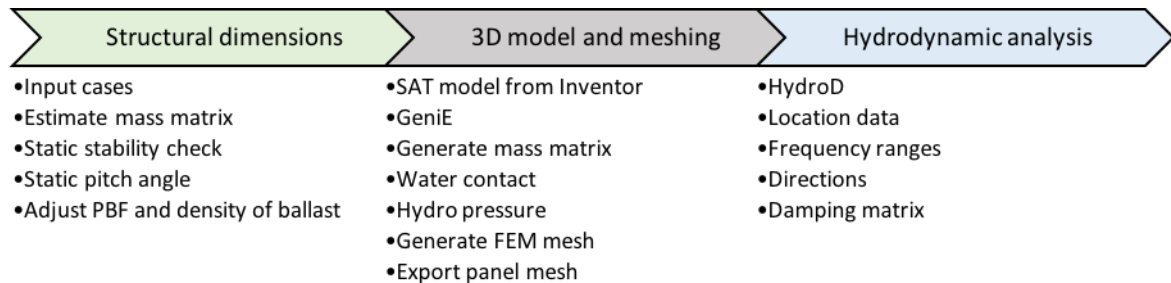 Structural dimensions
•Input cases
•Estimate mass matrix
•Static stability check
•Static pitch angle
•Adjust PBF and density of ballast
3D model and meshing
•SAT model from Inventor
•GeniE
•Generate mass matrix
•Water contact
•Hydro pressure
•Generate FEM mesh
•Export panel mesh
Hydrodynamic analysis
•HydroD
•Location data
•Frequency ranges
•Directions
•Damping matrix